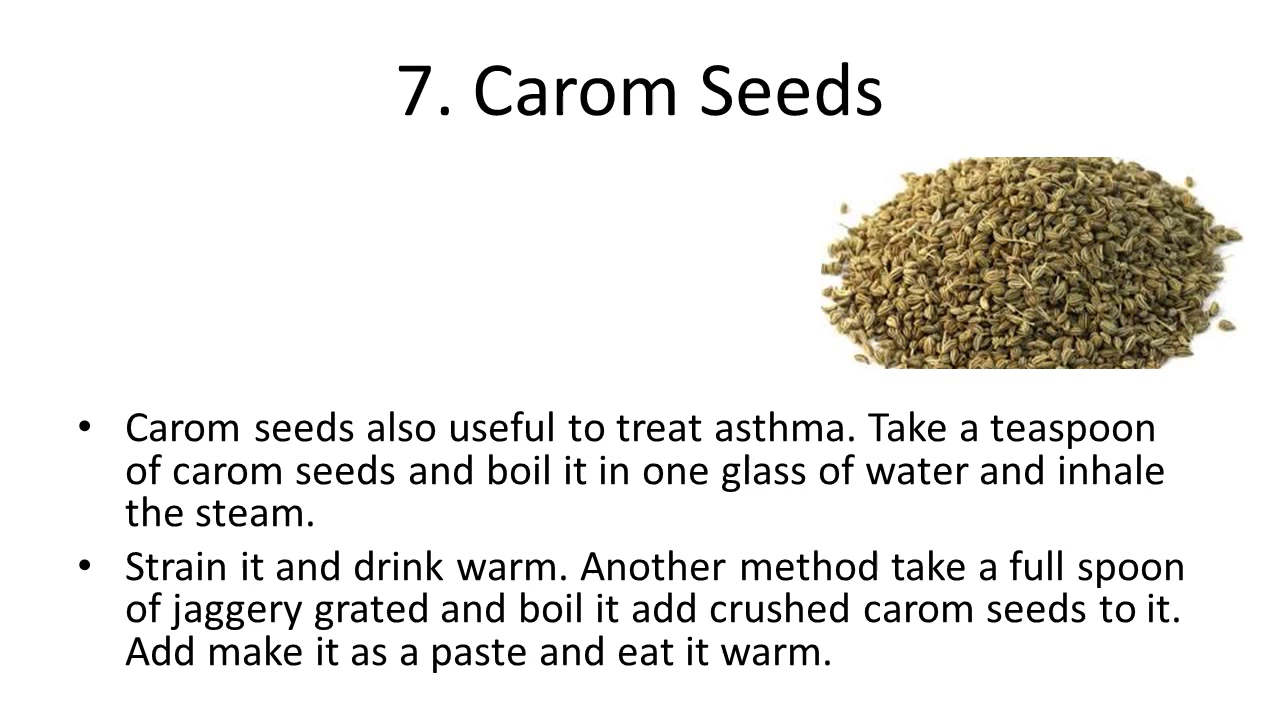 7. Carom Seeds
• Carom seeds also useful to treat asthma. Take a teaspoon
of carom seeds and boil it in one glass of water and inhale
the steam.
• Strain it and drink warm. Another method take a full spoon
of jaggery grated and boil it add crushed carom seeds to it.
Add make it as a paste and eat it warm.